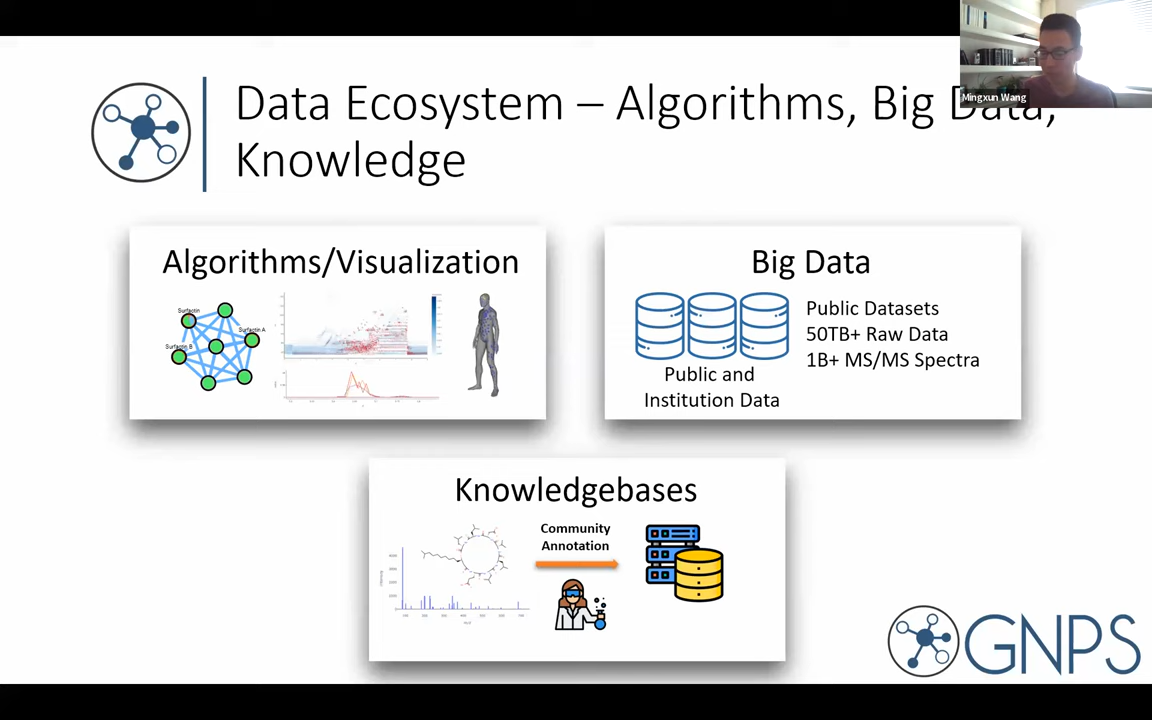 Mingxun Wang
Data Ecosystem – Algorithms, Big Data,
Knowledge
Algorithms/Visualization
Surfactin
Surfactin A
Surfactin B
Big Data
Public Datasets
50TB+ Raw Data
1B+ MS/MS Spectra
Public and
Institution Data
Knowledgebases
Community
Annotation
GNPS